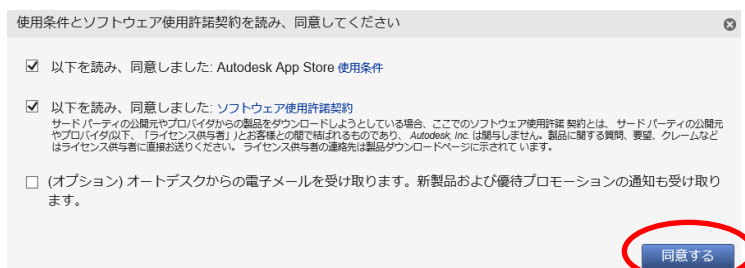 使用条件とソフトウェア使用許諾契約を読み、同意してください
以下を読み、同意しました: Autodesk App Store 使用条件
以下を読み、同意しました: ソフトウェア使用許諾契約
サードパーティの公開元やプロバイダからの製品をダウンロードしようとしている場合、ここでのソフトウェア使用許諾 契約とは、サードパーティの公開元
やプロバイダ(以下、「ライセンス供与者」)とお客様との間で結ばれるものであり、Autodesk, Inc. は関与しません。製品に関する質問、要望、クレームなど
はライセンス供与者に直接お送りください。 ライセンス供与者の連絡先は製品ダウンロードページに示されて います。
(オプション) オートデスクからの電子メールを受け取ります。新製品および優待プロモーションの通知も受け取り
ます。
同意する